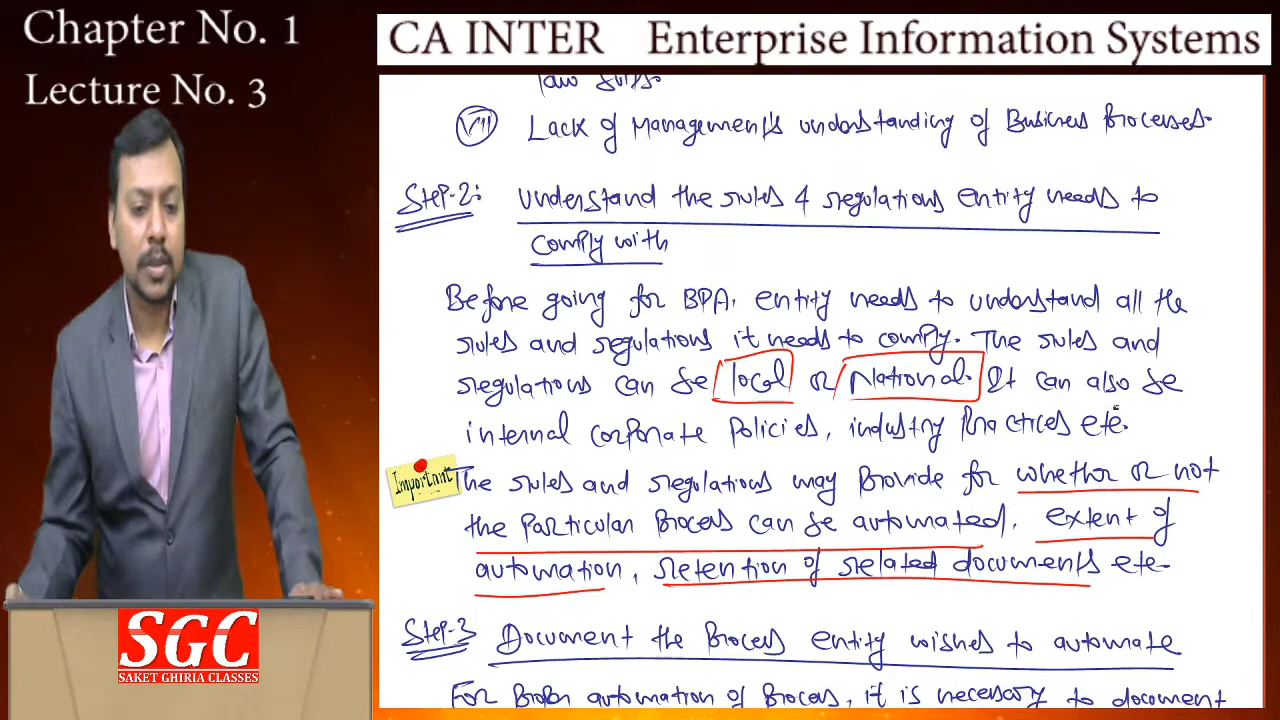 Chapter No. 1
Lecture No. 3
CA INTER Enterprise Information Systems
law suits.
VII Lack of Management's understanding of Business Processes.
Step-2: Understand the rules & regulations entity needs to
comply with
Before going for BPA, entity needs to understand all the
rules and regulations it needs to comply. The rules and
regulations can be local or National. It can also be
internal corporate policies, industry Practices etc.
Important The rules and regulations may Provide for whether or not
the Particular Process can be automated, extent of
automation, retention of related documents etc.
Step-3 Document the Process entity wishes to automate
For Proper automation of Process, it is necessary to document
SGC
SAKET GHIRIA CLASSES